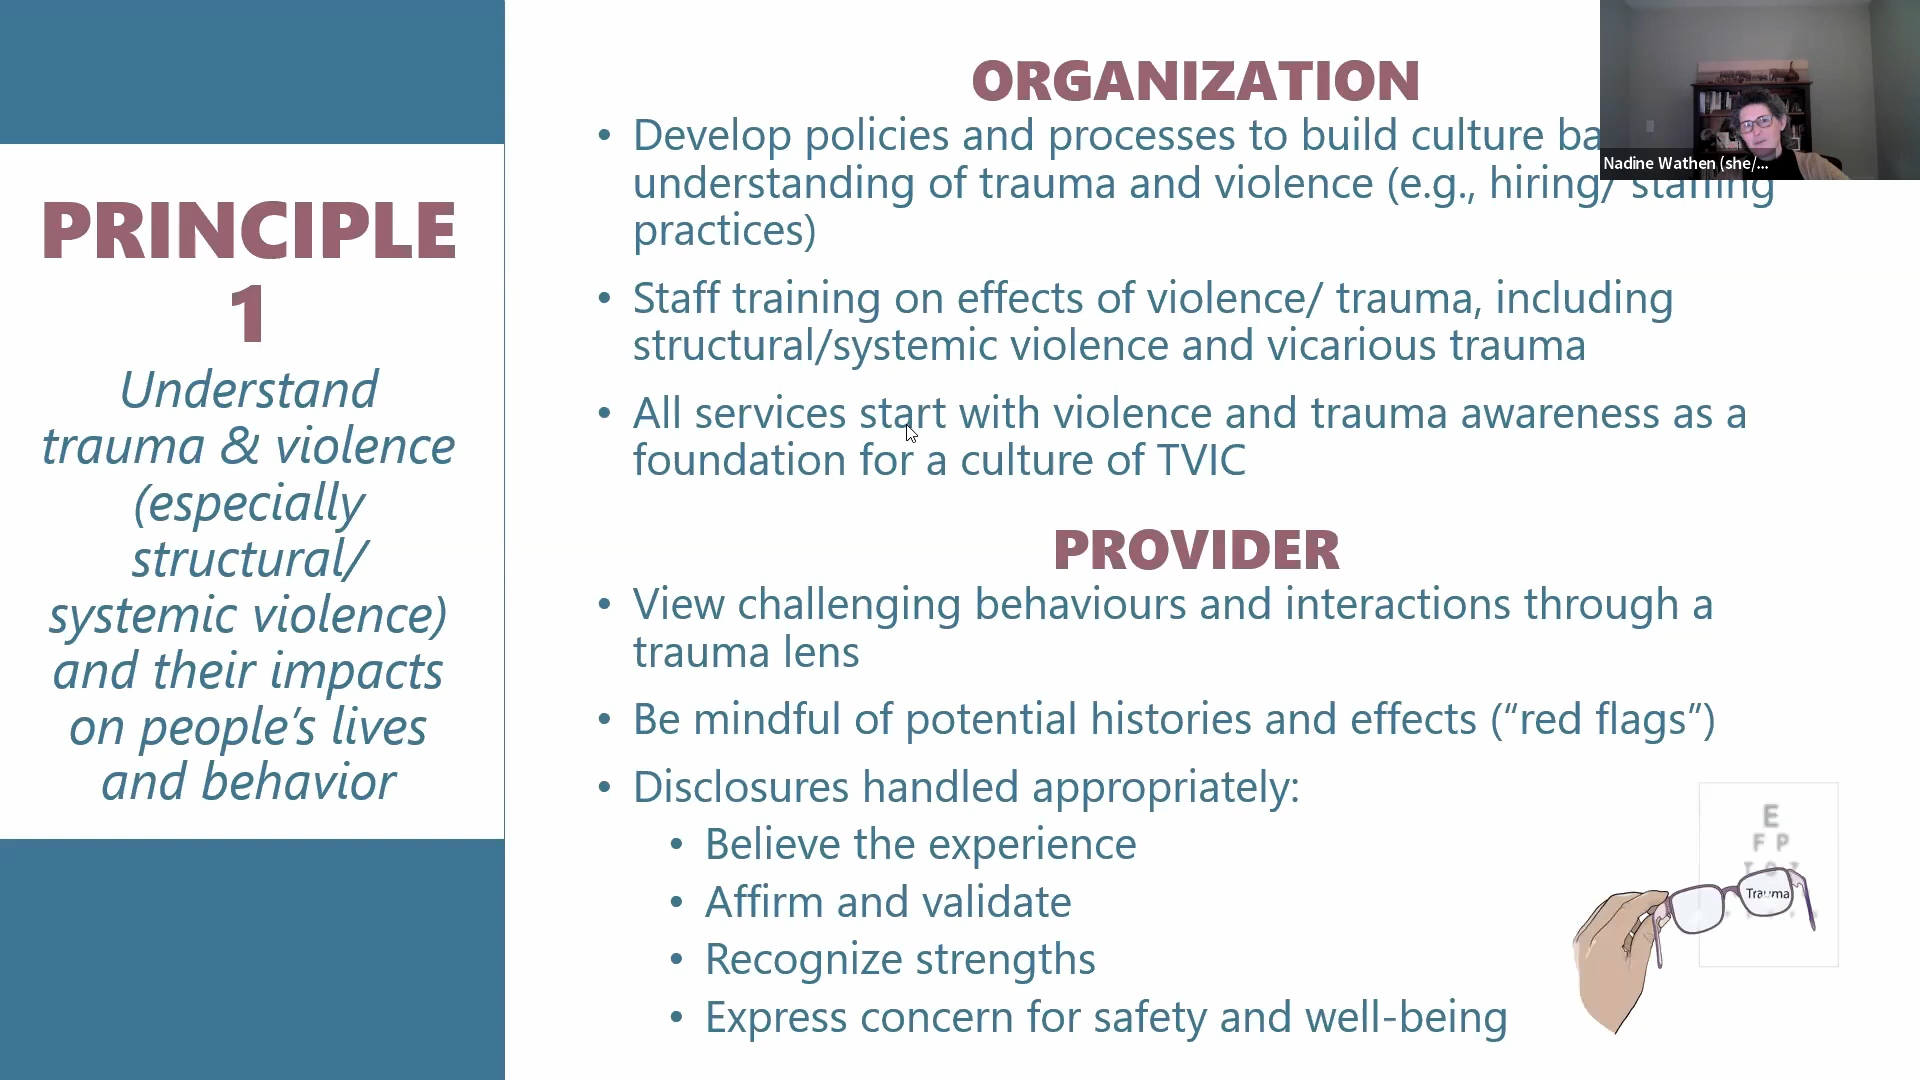 PRINCIPLE
1
Understand
trauma & violence
(especially
structural/
systemic violence)
and their impacts
on people’s lives
and behavior
ORGANIZATION
• Develop policies and processes to build culture
understanding of trauma and violence (e.g., hiring/ staffing
practices)
• Staff training on effects of violence/ trauma, including
structural/systemic violence and vicarious trauma
• All services start with violence and trauma awareness as a
foundation for a culture of TVIC
PROVIDER
• View challenging behaviours and interactions through a
trauma lens
• Be mindful of potential histories and effects (“red flags”)
• Disclosures handled appropriately:
• Believe the experience
• Affirm and validate
• Recognize strengths
• Express concern for safety and well-being
Nadine Wathen (she/...
E
F P
T O Z
Trauma